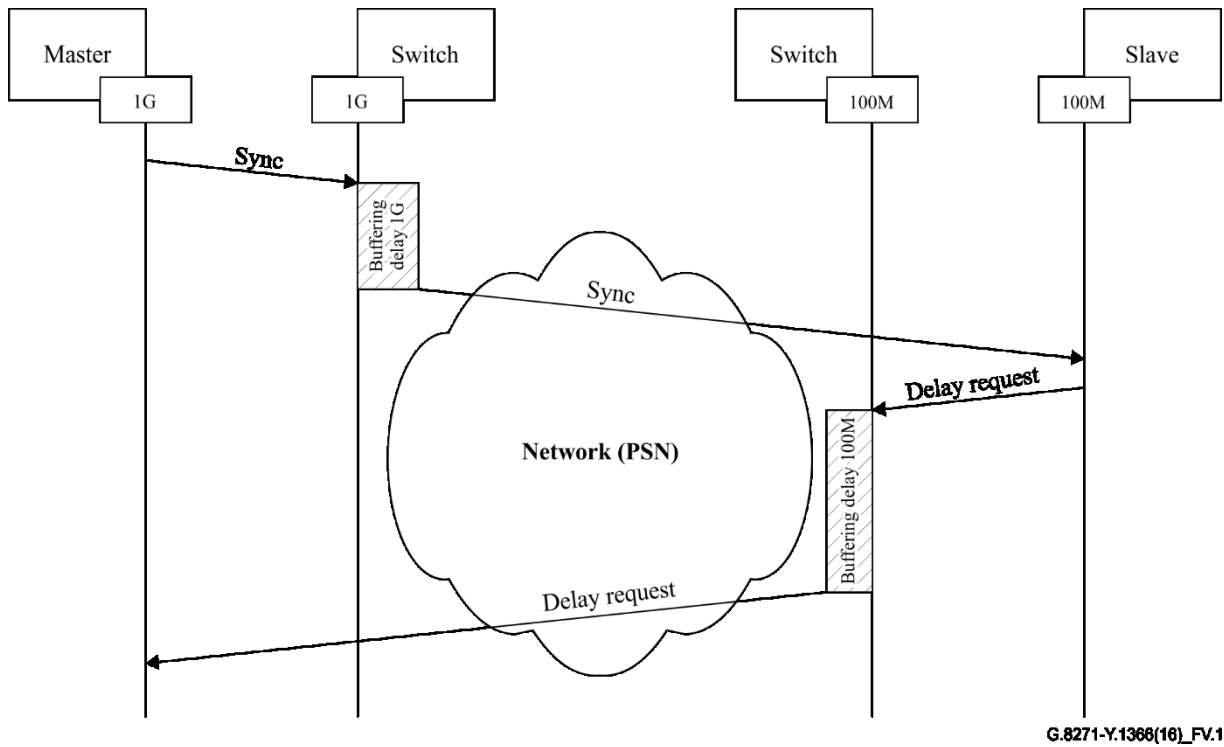 Master
Switch
Switch
Slave
1G
1G
100M
100M
Sync
Buffering
delay 1G
Sync
Delay request
Network (PSN)
Buffering delay 100M
Delay request
G.8271-Y.1366(16)_FV.1